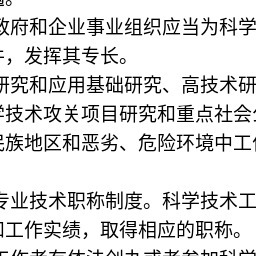 政府和企业事业组织应当为科学
，发挥其专长。
研究和应用基础研究、高技术研
学技术攻关项目研究和重点社会
民族地区和恶劣、危险环境中工
专业技术职称制度。科学技术工
和工作实绩，取得相应的职称。